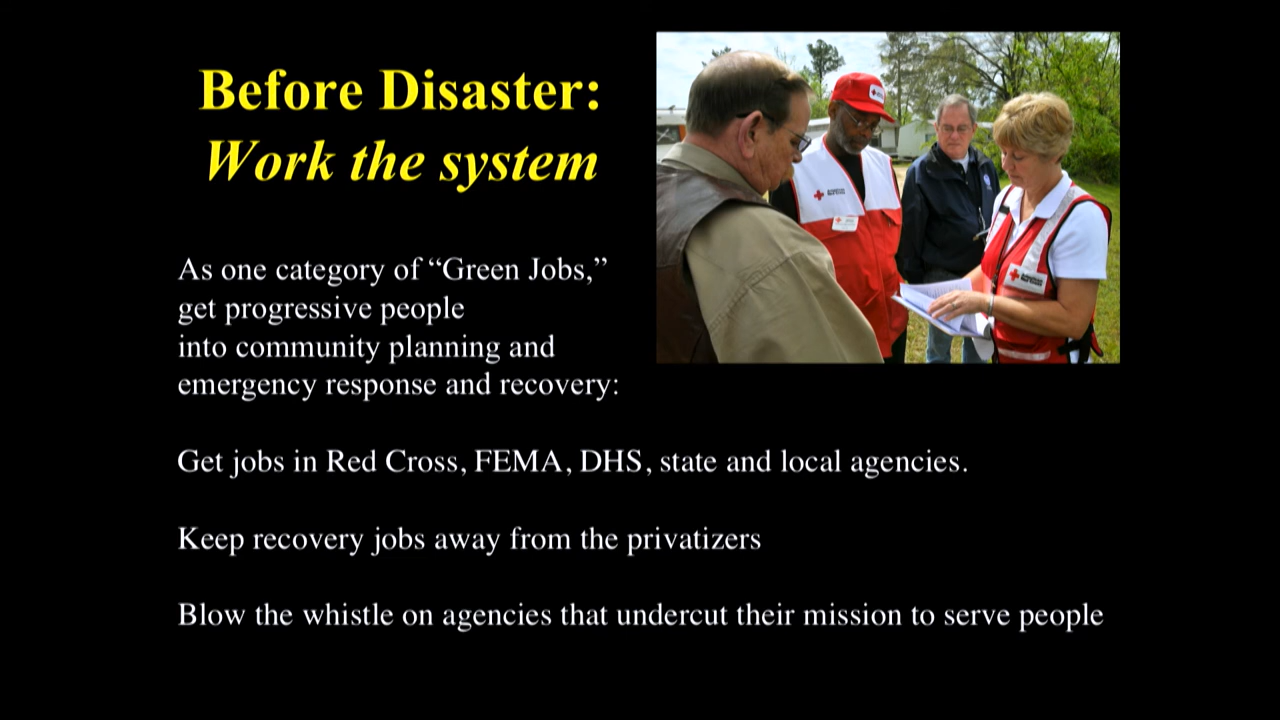 Before Disaster:
Work the system
As one category of “Green Jobs,”
get progressive people
into community planning and
emergency response and recovery:
Get jobs in Red Cross, FEMA, DHS, state and local agencies.
Keep recovery jobs away from the privatizers
Blow the whistle on agencies that undercut their mission to serve people